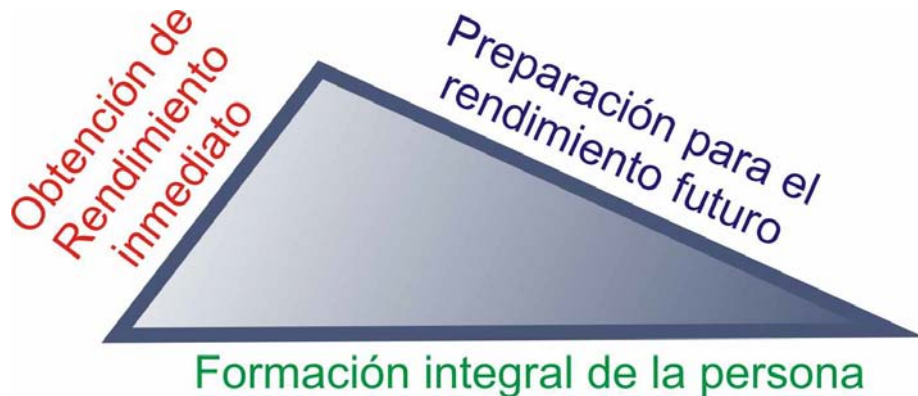 Obtención de
Rendimiento
inmediato
Preparación para el
rendimiento futuro
Formación integral de la persona